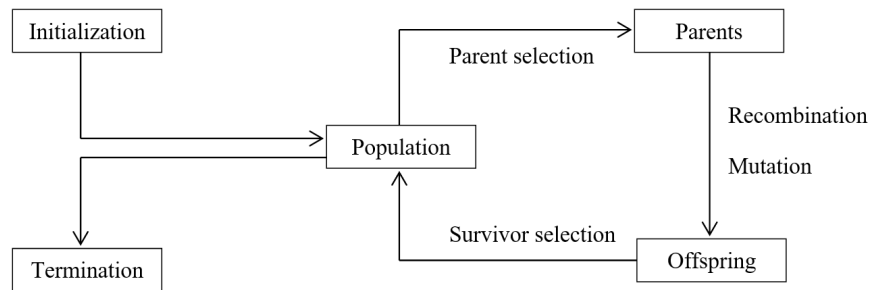 Initialization
Parents
Parent selection
Recombination
Population
Mutation
Survivor selection
Termination
Offspring